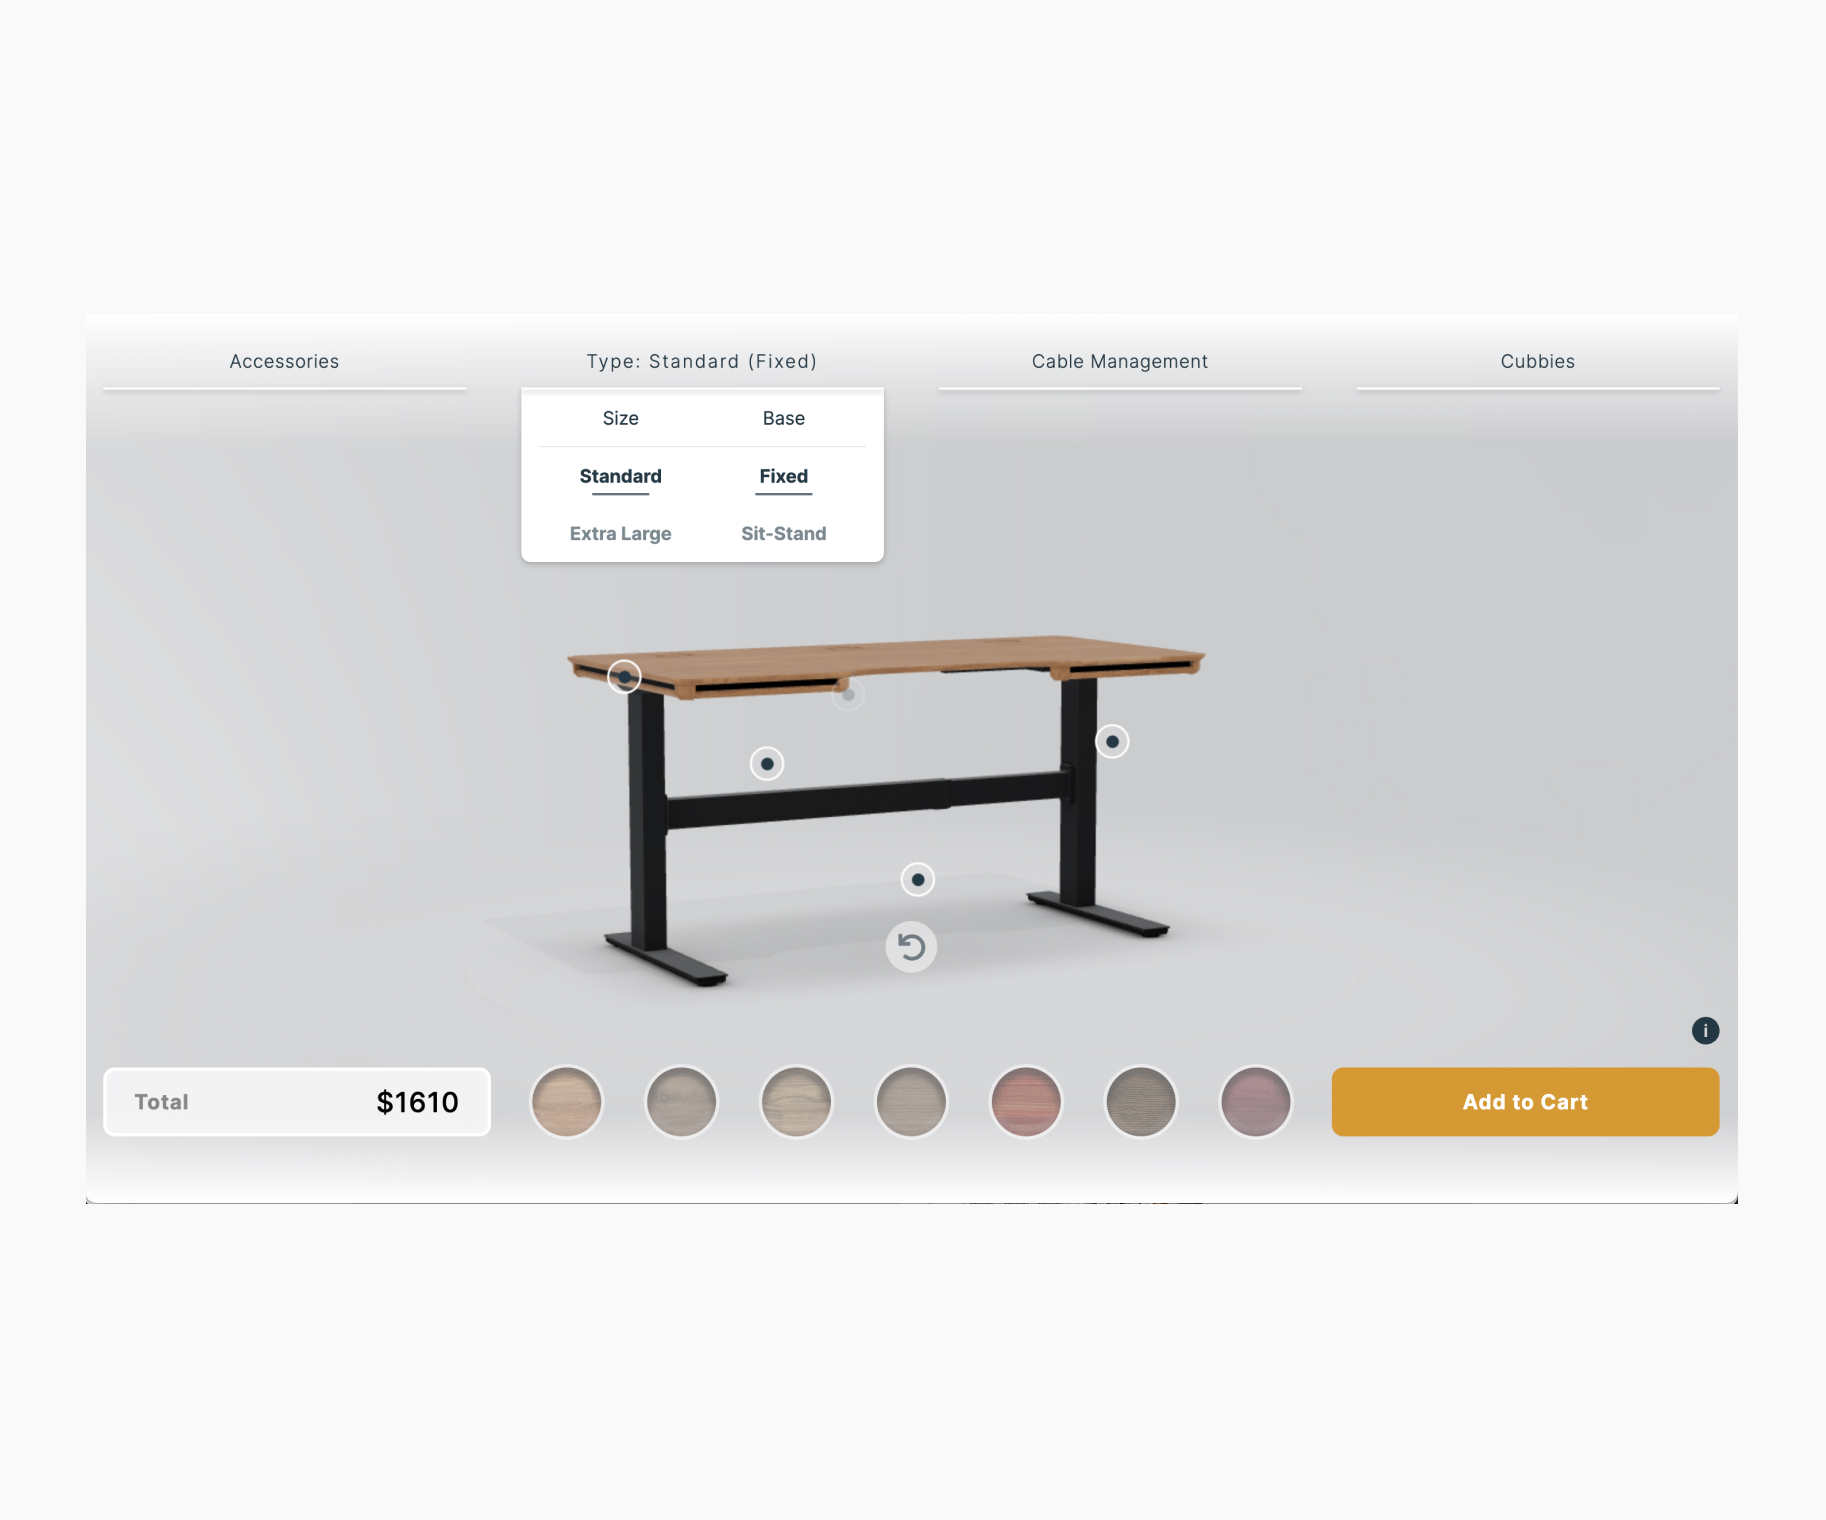 Accessories
Type: Standard (Fixed)
Cable Management
Cubbies
Size Base
Standard Fixed
Extra Large Sit-Stand
i
Total $1610
Add to Cart